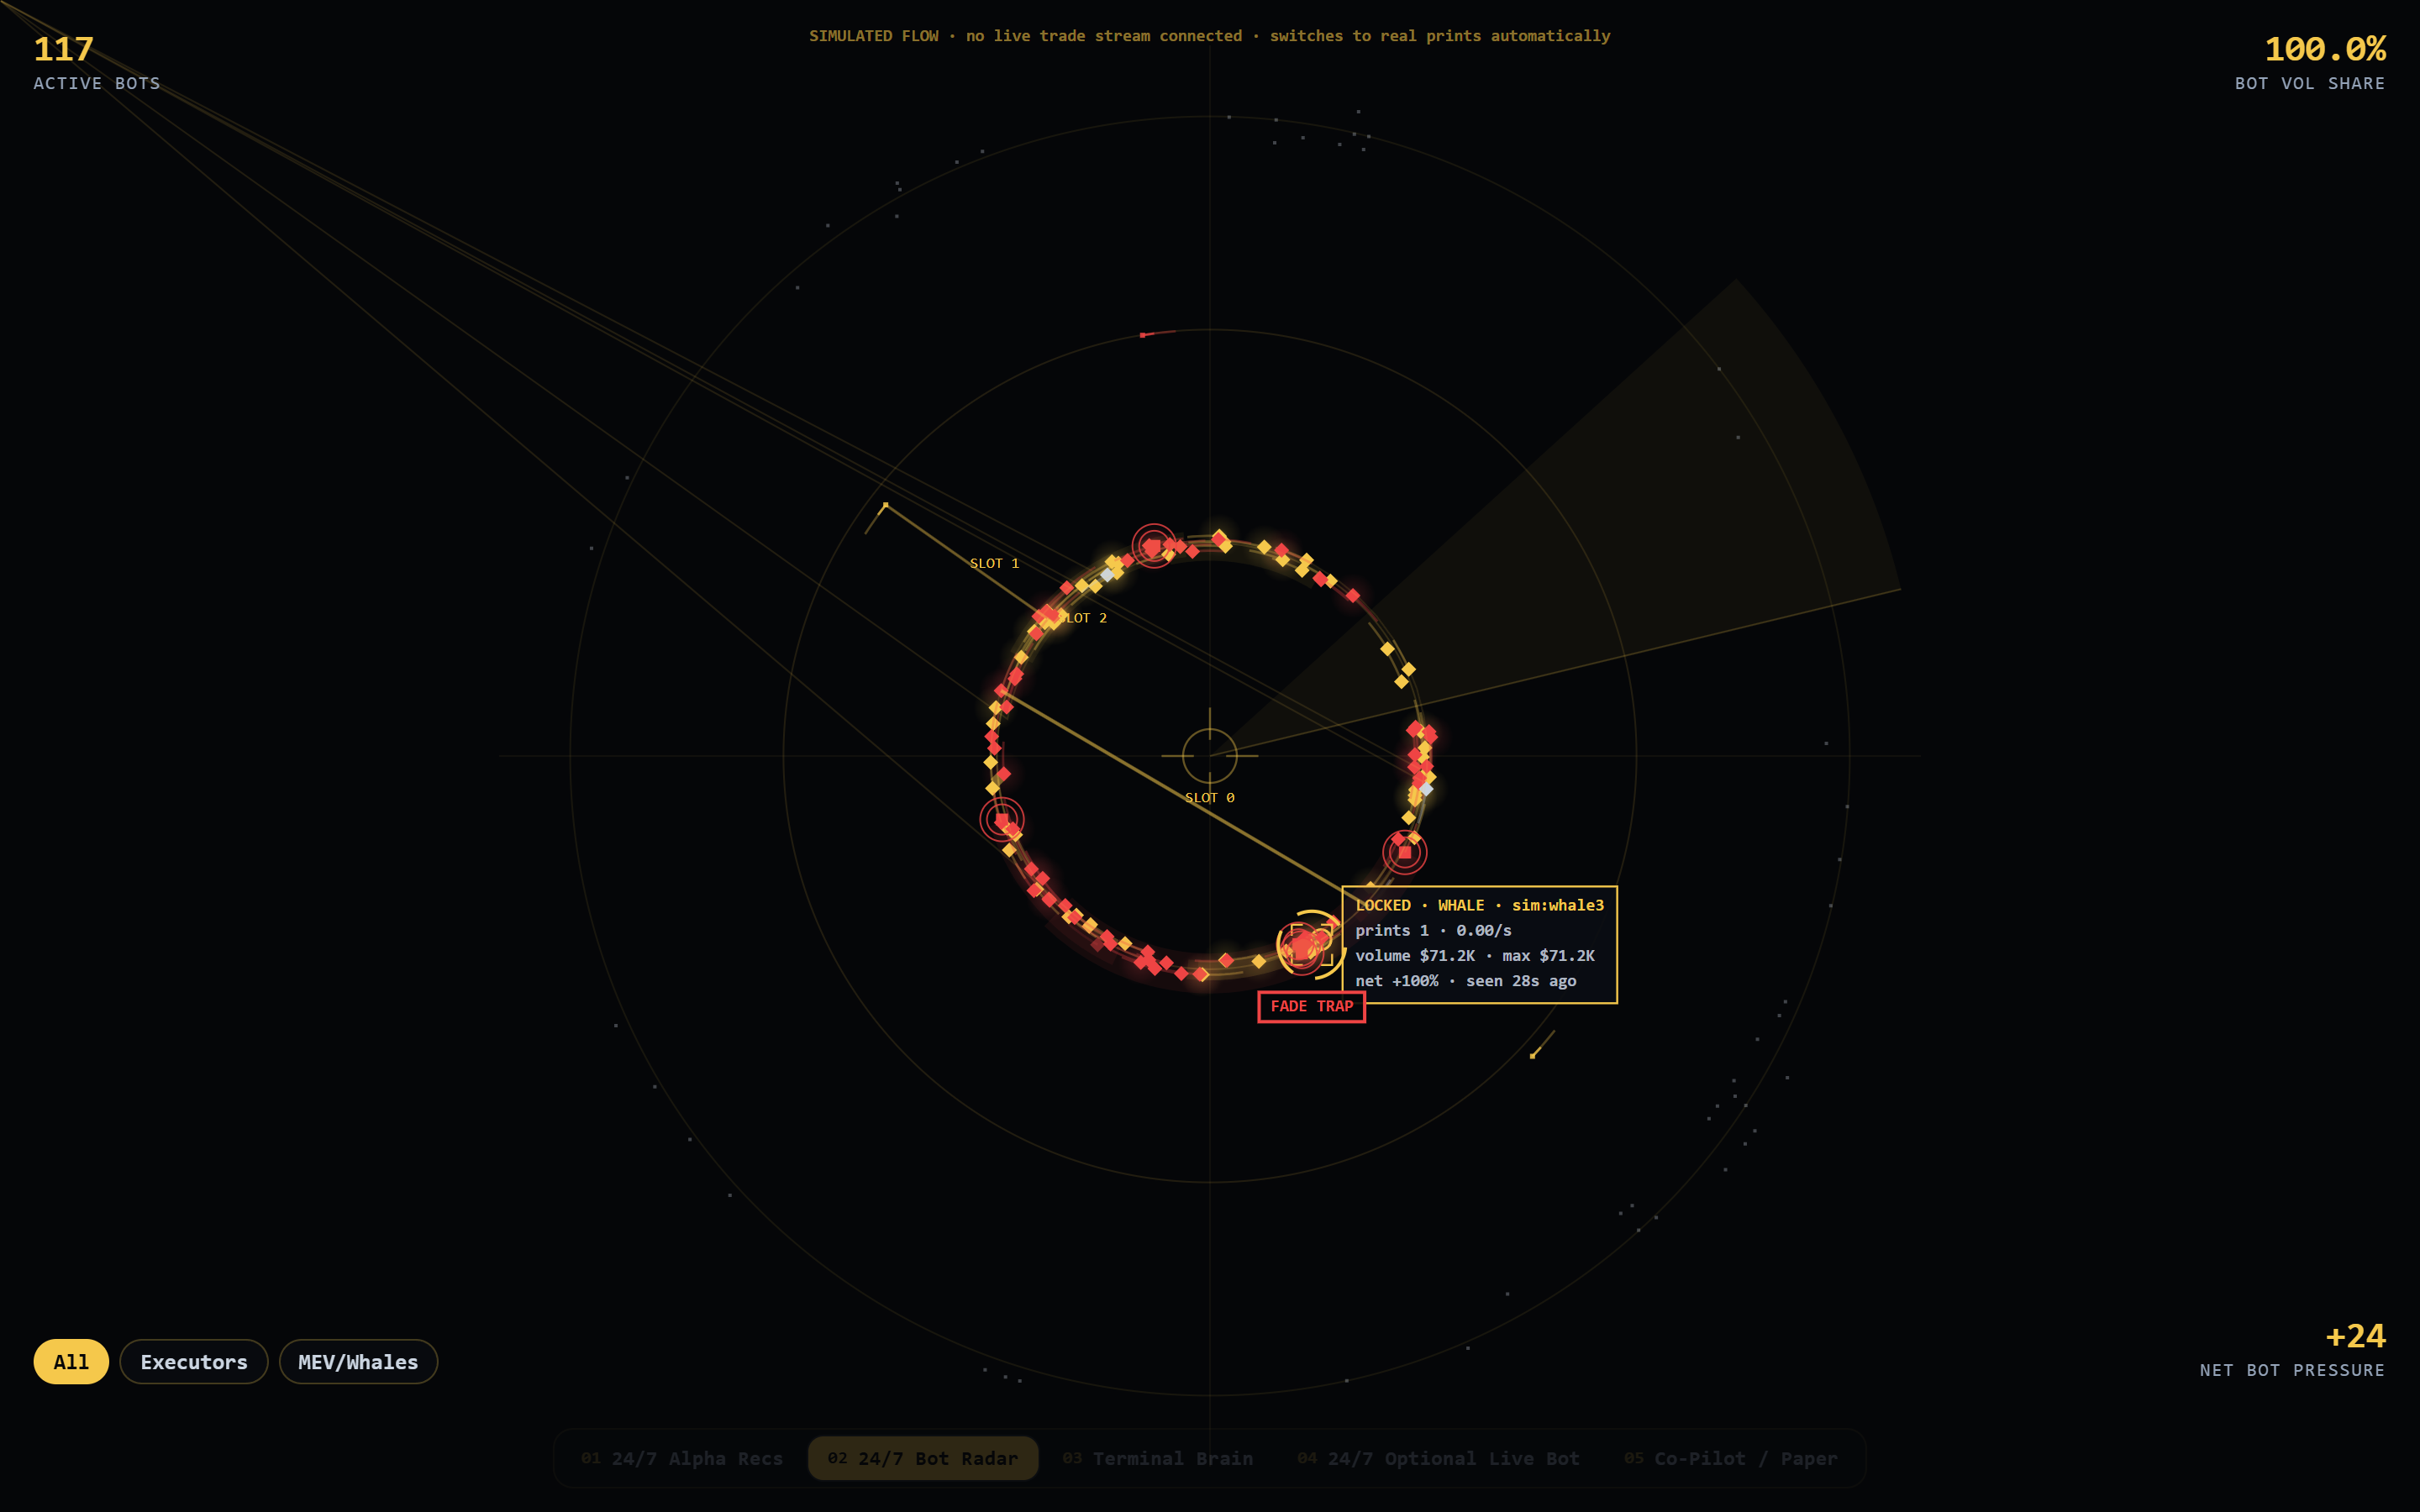 117
ACTIVE BOTS
SIMULATED FLOW · no live trade stream connected · switches to real prints automatically
100.0%
BOT VOL SHARE
SLOT 1
SLOT 2
SLOT 0
LOCKED · WHALE · sim:whale3
prints 1 · 0.00/s
volume $71.2K · max $71.2K
net +100% · seen 28s ago
FADE TRAP
All
Executors
MEV/Whales
+24
NET BOT PRESSURE
01 24/7 Alpha Recs
02 24/7 Bot Radar
03 Terminal Brain
04 24/7 Optional Live Bot
05 Co-Pilot / Paper